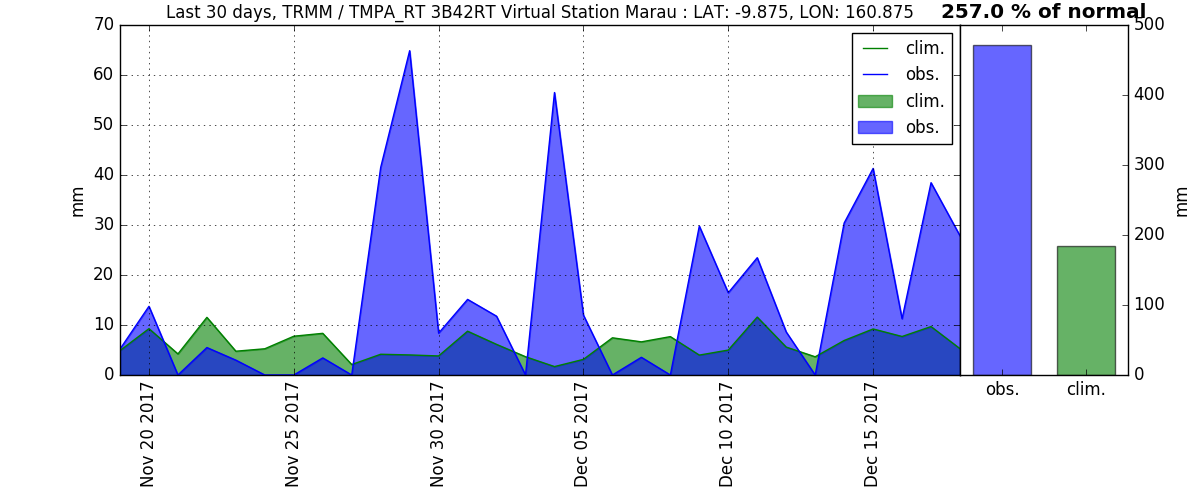 Last 30 days, TRMM / TMPA_RT 3B42RT Virtual Station Marau : LAT: -9.875, LON: 160.875
257.0 % of normal
70
60
50
40
30
20
10
0
mm
clim.
obs.
clim.
obs.
Nov 20 2017
Nov 25 2017
Nov 30 2017
Dec 05 2017
Dec 10 2017
Dec 15 2017
500
400
300
200
100
0
mm
obs.
clim.